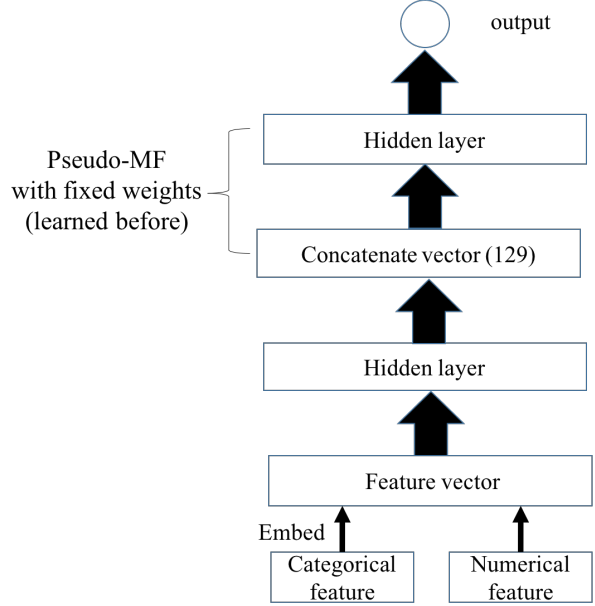 output
Hidden layer
Pseudo-MF
with fixed weights
(learned before)
Concatenate vector (129)
Hidden layer
Feature vector
Embed
Categorical
feature
Numerical
feature